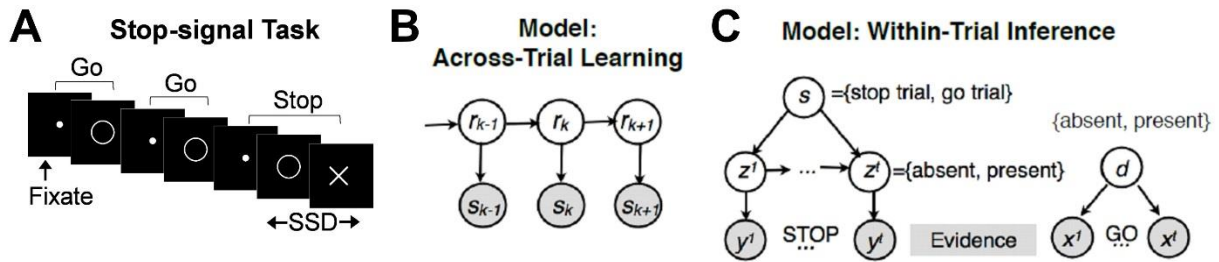 A
Stop-signal Task
Go
Go
Stop
Fixate
SSD
B
Model:
Across-Trial Learning
r_{k-1}
r_k
r_{k+1}
s_{k-1}
s_k
s_{k+1}
C
Model: Within-Trial Inference
s ={stop trial, go trial}
z^1 ... z^t ={absent, present}
y^1 STOP ... y^t
Evidence
{absent, present}
d
x^1 GO ... x^t